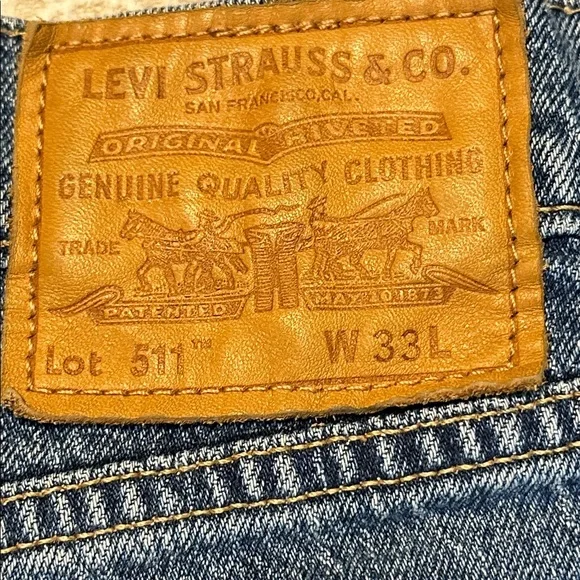 LEVI STRAUSS & CO.
SAN FRANCISCO, CAL.
ORIGINAL RIVETED
GENUINE QUALITY CLOTHING
TRADE MARK
PATENTED MAY 20 1873
Lot 511™ W 33 L